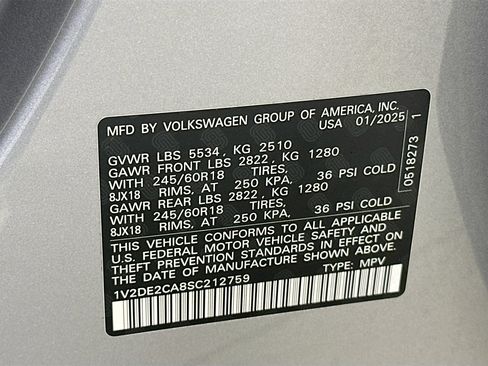 MFD BY VOLKSWAGEN GROUP OF AMERICA, INC.
USA 01/2025
GVWR LBS 5534, KG 2510
GAWR FRONT LBS 2822, KG 1280
WITH 245/60R18 TIRES,
8JX18 RIMS, AT 250 KPA, 36 PSI COLD
GAWR REAR LBS 2822, KG 1280
WITH 245/60R18 TIRES,
8JX18 RIMS, AT 250 KPA, 36 PSI COLD
THIS VEHICLE CONFORMS TO ALL APPLICABLE
U.S. FEDERAL MOTOR VEHICLE SAFETY AND
THEFT PREVENTION STANDARDS IN EFFECT ON
THE DATE OF MANUFACTURE SHOWN ABOVE.
1V2DE2CA8SC212759 TYPE: MPV
0518273 1